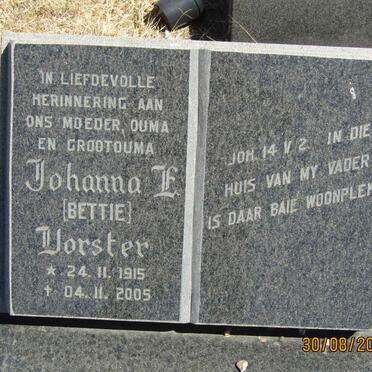 IN LIEFDEVOLLE
HERINNERING AAN
ONS MOEDER, OUMA
EN GROOTOUMA
Johanna E
[BETTIE]
Vorster
★ 24. 11. 1915
✝ 04. 11. 2005
JOH. 14 V 2 IN DIE
HUIS VAN MY VADER
IS DAAR BAIE WOONPLEK
30/08/20